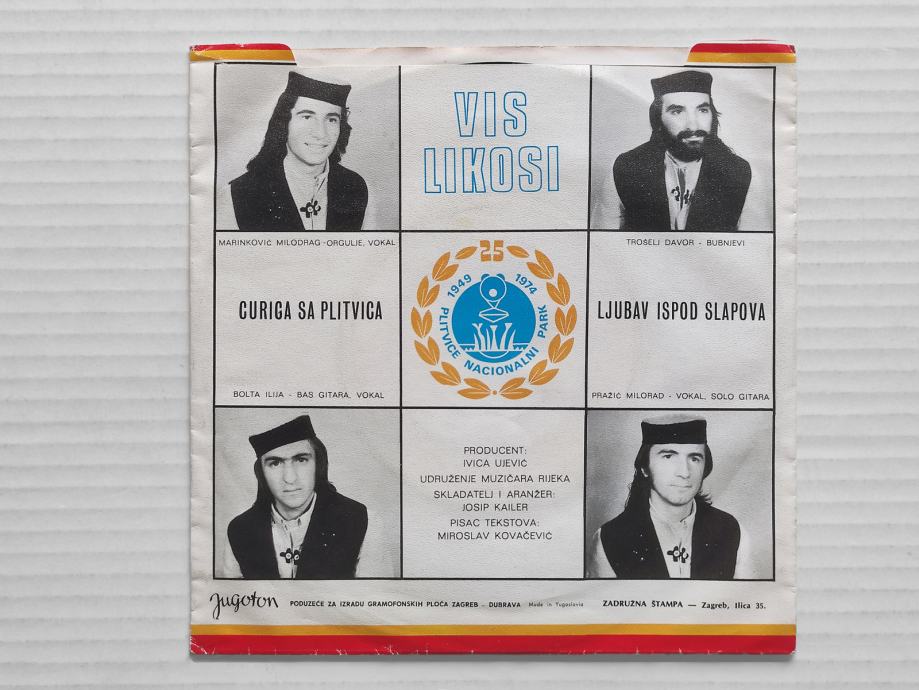 VIS
LIKOSI
MARINKOVIĆ MILODRAG -ORGULJE, VOKAL
TROŠELJ DAVOR - BUBNJEVI
CURIGA SA PLITVICA
25
1949 1974
PLITVICE NACIONALNI PARK
LJUBAV ISPOD SLAPOVA
BOLTA ILIJA - BAS GITARA, VOKAL
PRAŽIĆ MILORAD - VOKAL, SOLO GITARA
PRODUCENT:
IVICA UJEVIĆ
UDRUŽENJE MUZIČARA RIJEKA
SKLADATELJ I ARANŽER:
JOSIP KAILER
PISAC TEKSTOVA:
MIROSLAV KOVAČEVIĆ
Jugoton PODUZEĆE ZA IZRADU GRAMOFONSKIH PLOČA ZAGREB - DUBRAVA Made in Yugoslavia ZADRUŽNA ŠTAMPA — Zagreb, Ilica 35.